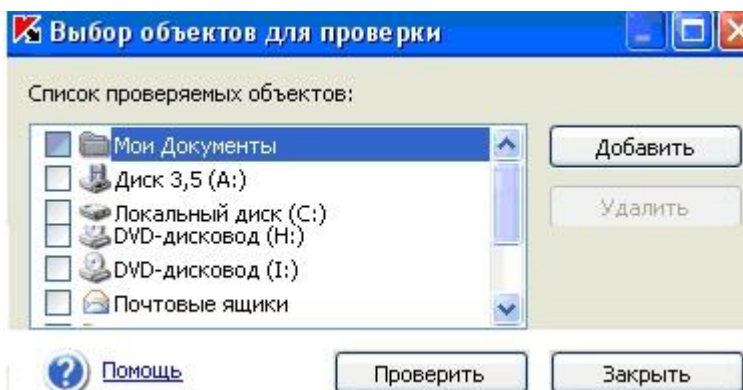 Выбор объектов для проверки
Список проверяемых объектов:
Мои Документы
Добавить
Диск 3,5 (A:)
Локальный диск (C:)
Удалить
DVD-дисковод (H:)
DVD-дисковод (I:)
Почтовые ящики
? Помощь
Проверить
Закрыть